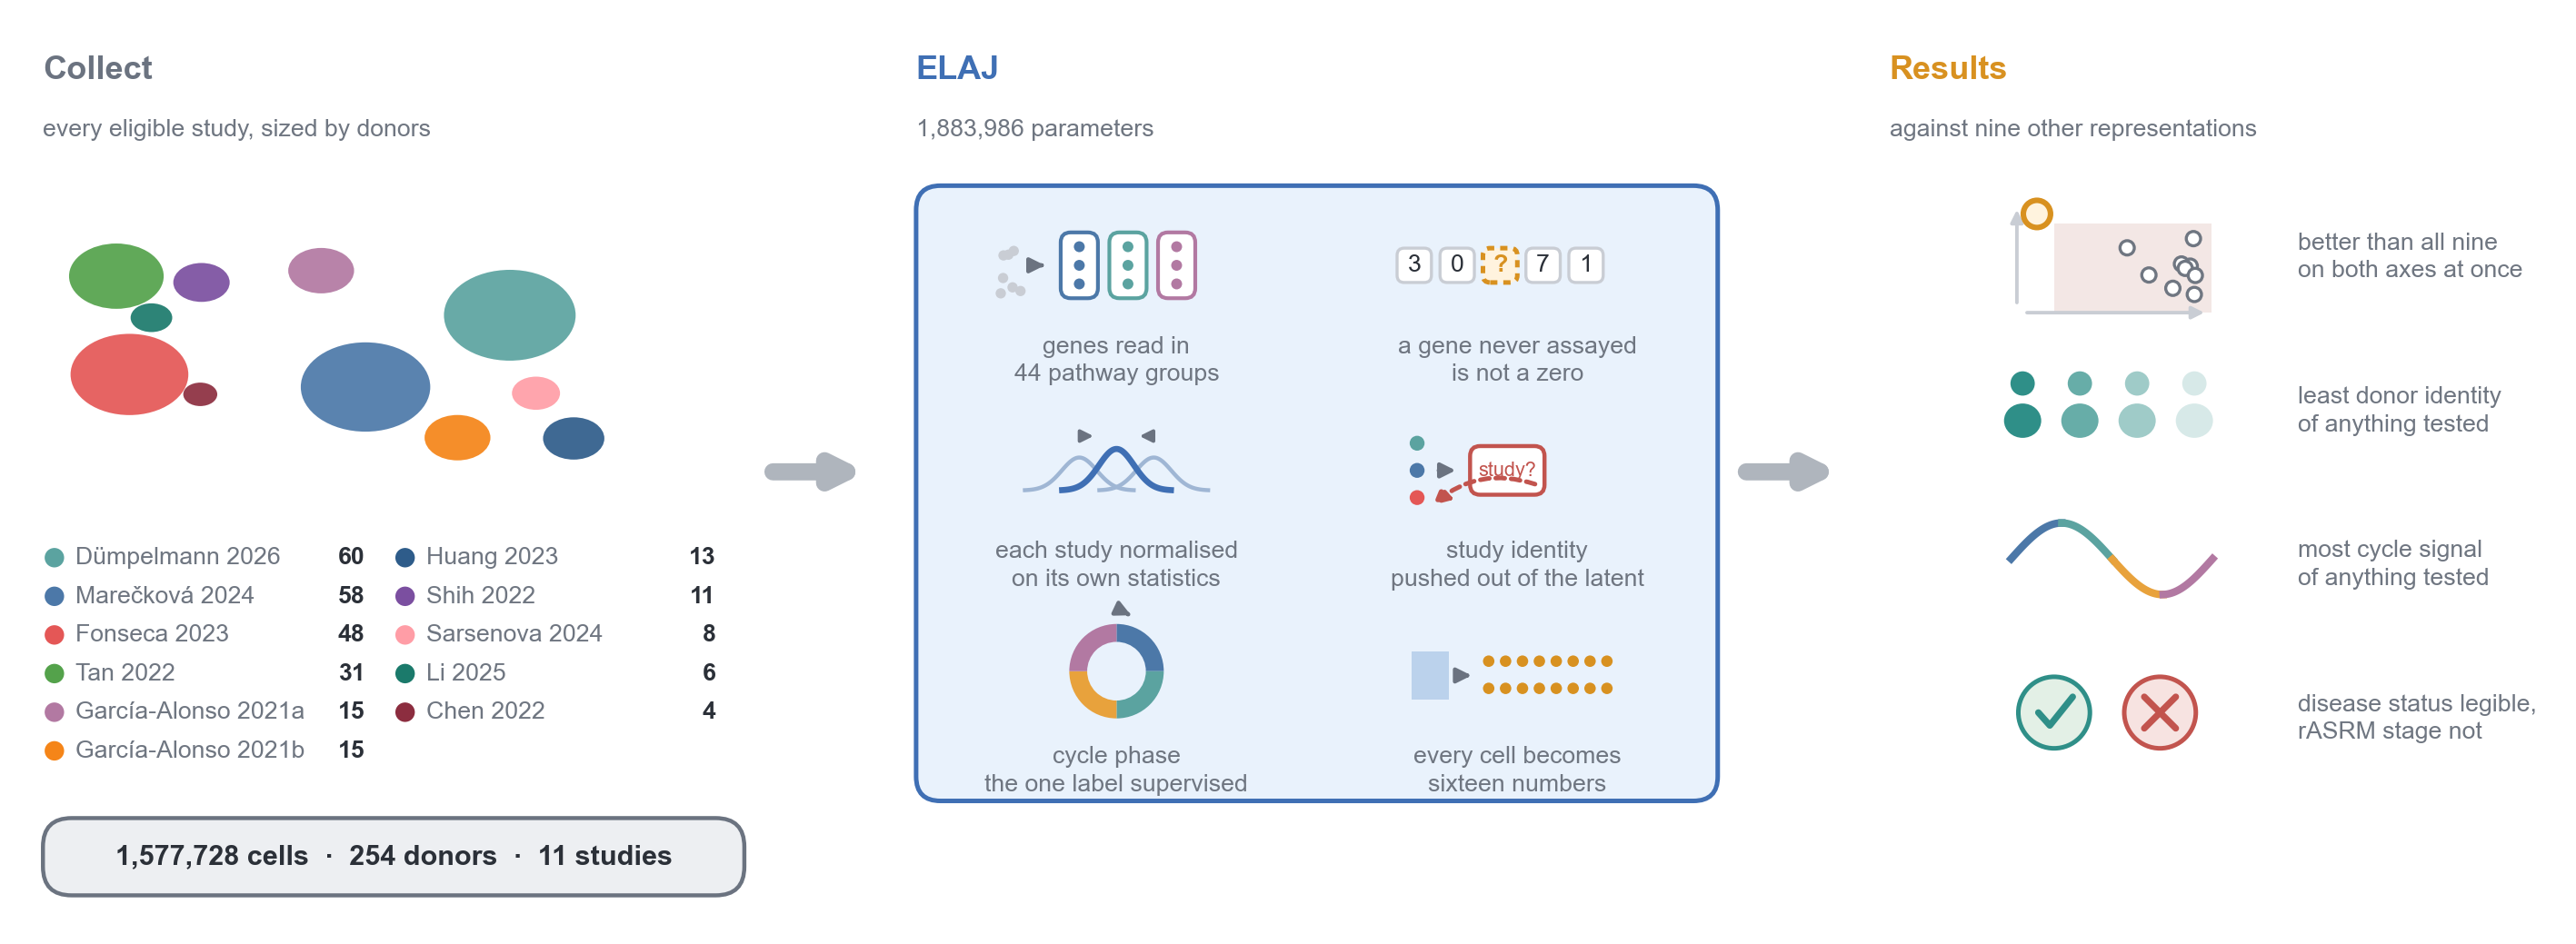 Collect
every eligible study, sized by donors
Dümpelmann 2026 60
Marečková 2024 58
Fonseca 2023 48
Tan 2022 31
García-Alonso 2021a 15
García-Alonso 2021b 15
Huang 2023 13
Shih 2022 11
Sarsenova 2024 8
Li 2025 6
Chen 2022 4
1,577,728 cells · 254 donors · 11 studies
ELAJ
1,883,986 parameters
genes read in
44 pathway groups
3 0 ? 7 1
a gene never assayed
is not a zero
each study normalised
on its own statistics
study?
study identity
pushed out of the latent
cycle phase
the one label supervised
every cell becomes
sixteen numbers
Results
against nine other representations
better than all nine
on both axes at once
least donor identity
of anything tested
most cycle signal
of anything tested
disease status legible,
rASRM stage not